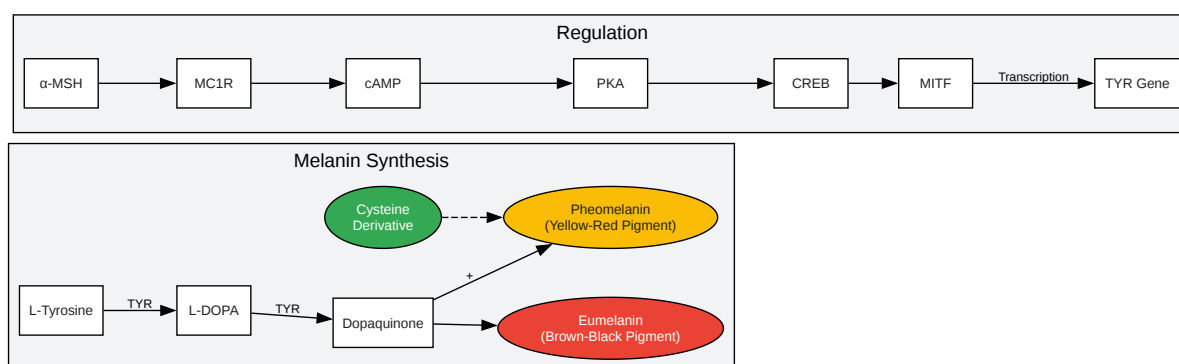 Regulation
α-MSH
MC1R
cAMP
PKA
CREB
MITF
Transcription
TYR Gene
Melanin Synthesis
Cysteine
Derivative
Pheomelanin
(Yellow-Red Pigment)
+
L-Tyrosine
TYR
L-DOPA
TYR
Dopaquinone
Eumelanin
(Brown-Black Pigment)